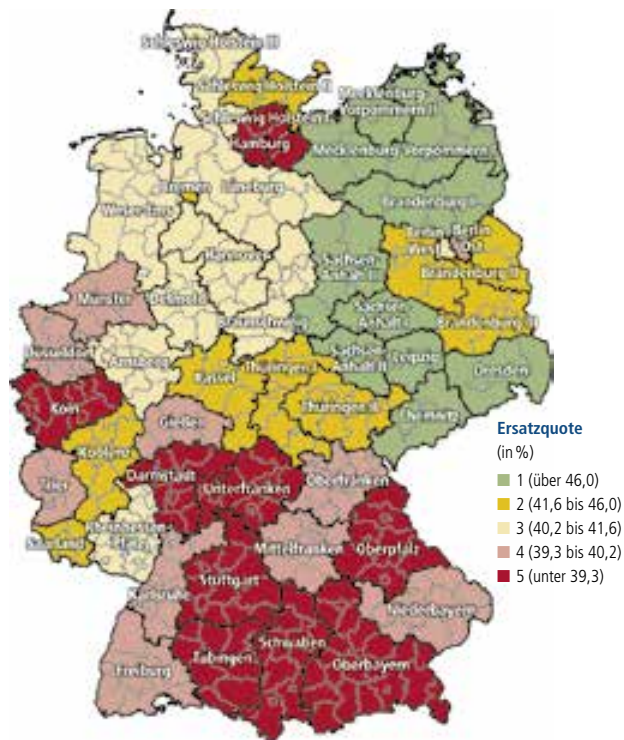 Schleswig Holstein III
Schleswig Holstein II
Mecklenburg-
Vorpommern II
Schleswig Holstein I
Hamburg
Mecklenburg-Vorpommern I
Brandenburg I
Bremen
Lüneburg
Weser-Ems
Berlin
West
Berlin
Ost
Hannover
Sachsen-
Brandenburg II
Münster
Detmold
Braunschweig
Sachsen-
Anhalt I
Brandenburg III
Düsseldorf
Arnsberg
Kassel
Thüringen I
Sachsen-
Anhalt II
Leipzig
Dresden
Köln
Gießen
Thüringen II
Chemnitz
Koblenz
Ersatzquote
(in %)
1 (über 46,0)
2 (41,6 bis 46,0)
3 (40,2 bis 41,6)
4 (39,3 bis 40,2)
5 (unter 39,3)
Trier
Darmstadt
Unterfranken
Oberfranken
Saarland
Rheinhessen-
Pfalz
Mittelfranken
Oberpfalz
Karlsruhe
Stuttgart
Niederbayern
Freiburg
Tübingen
Schwaben
Oberbayern